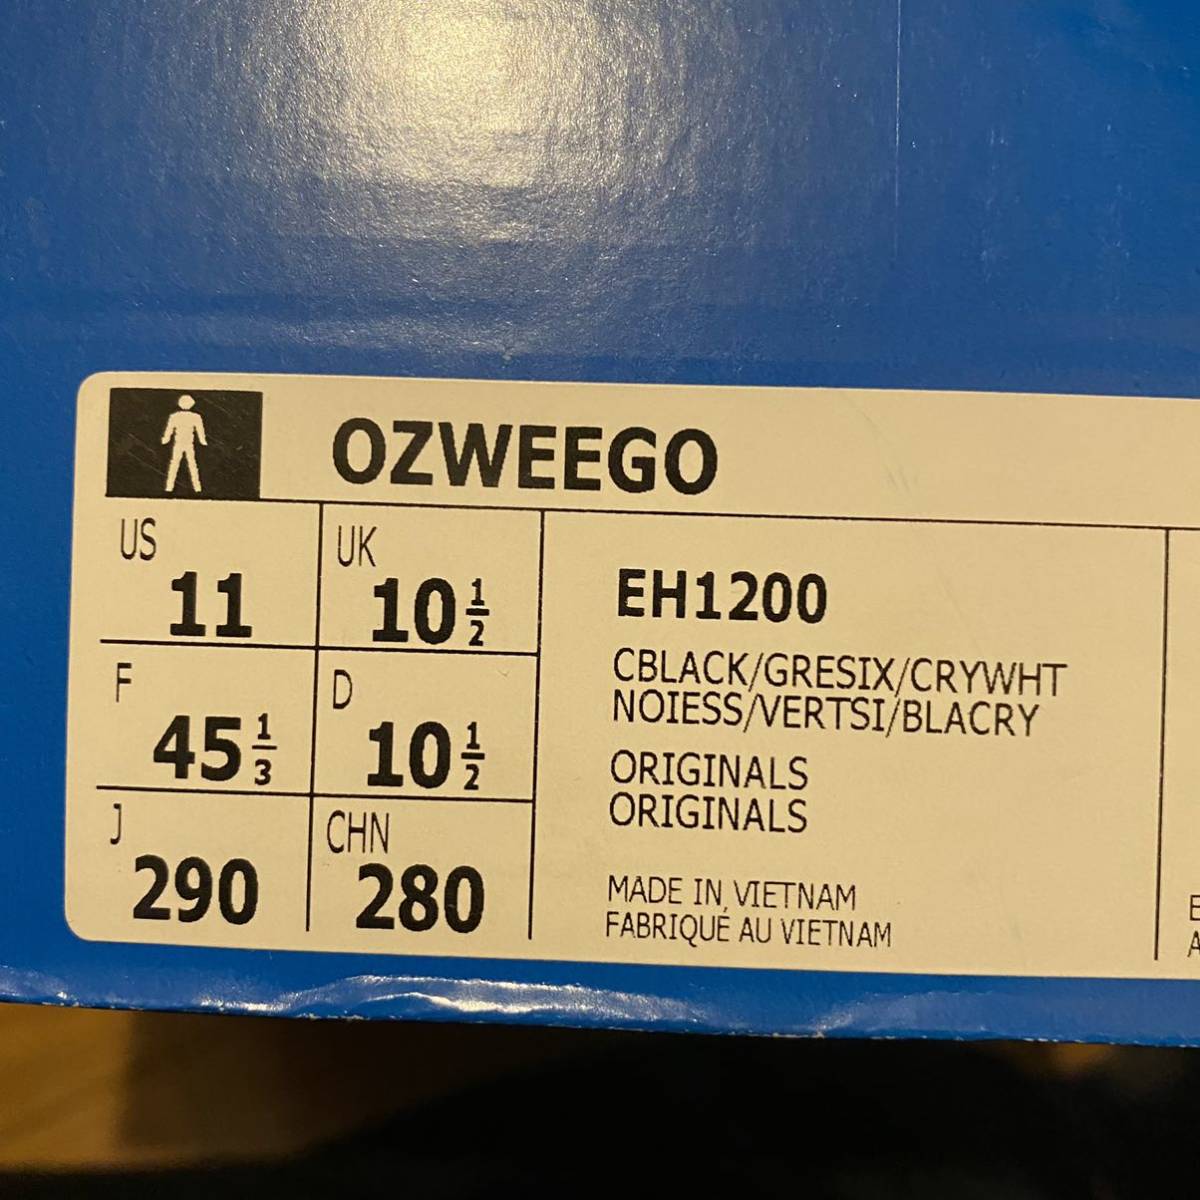 OZWEEGO
US
11
UK
10 1/2
F
45 1/3
D
10 1/2
J
290
CHN
280
EH1200
CBLACK/GRESIX/CRYWHT
NOIESS/VERTSI/BLACRY
ORIGINALS
ORIGINALS
MADE IN VIETNAM
FABRIQUÉ AU VIETNAM
E
A